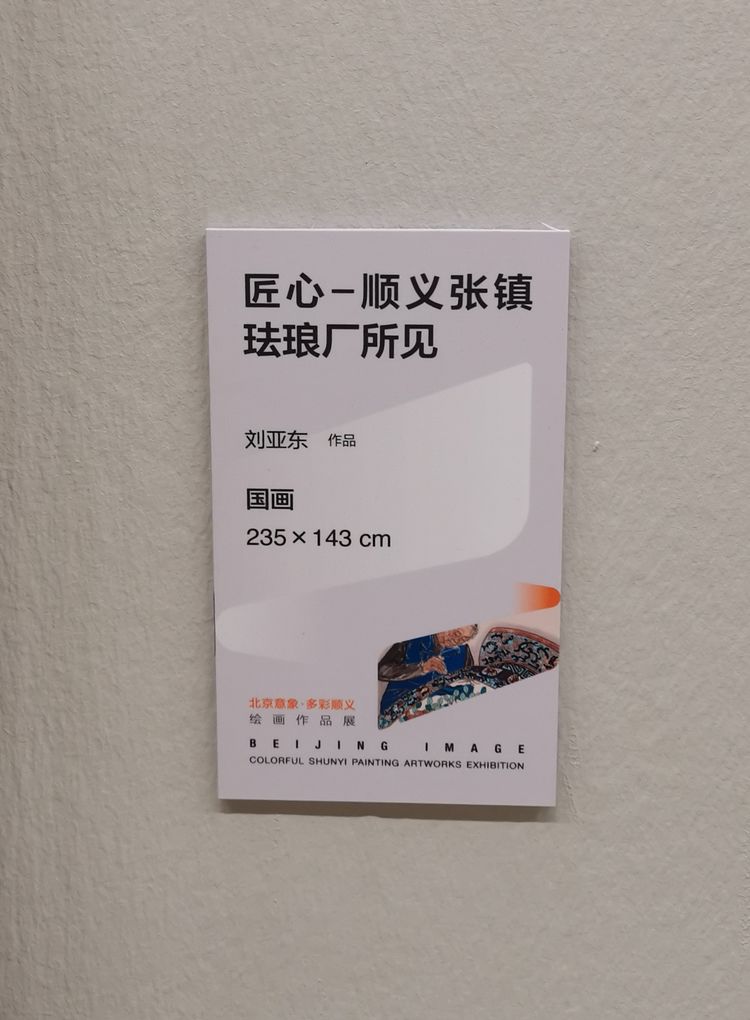 匠心-顺义张镇
珐琅厂所见
刘亚东 作品
国画
235×143 cm
北京意象·多彩顺义
绘画作品展
BEIJING IMAGE
COLORFUL SHUNYI PAINTING ARTWORKS EXHIBITION